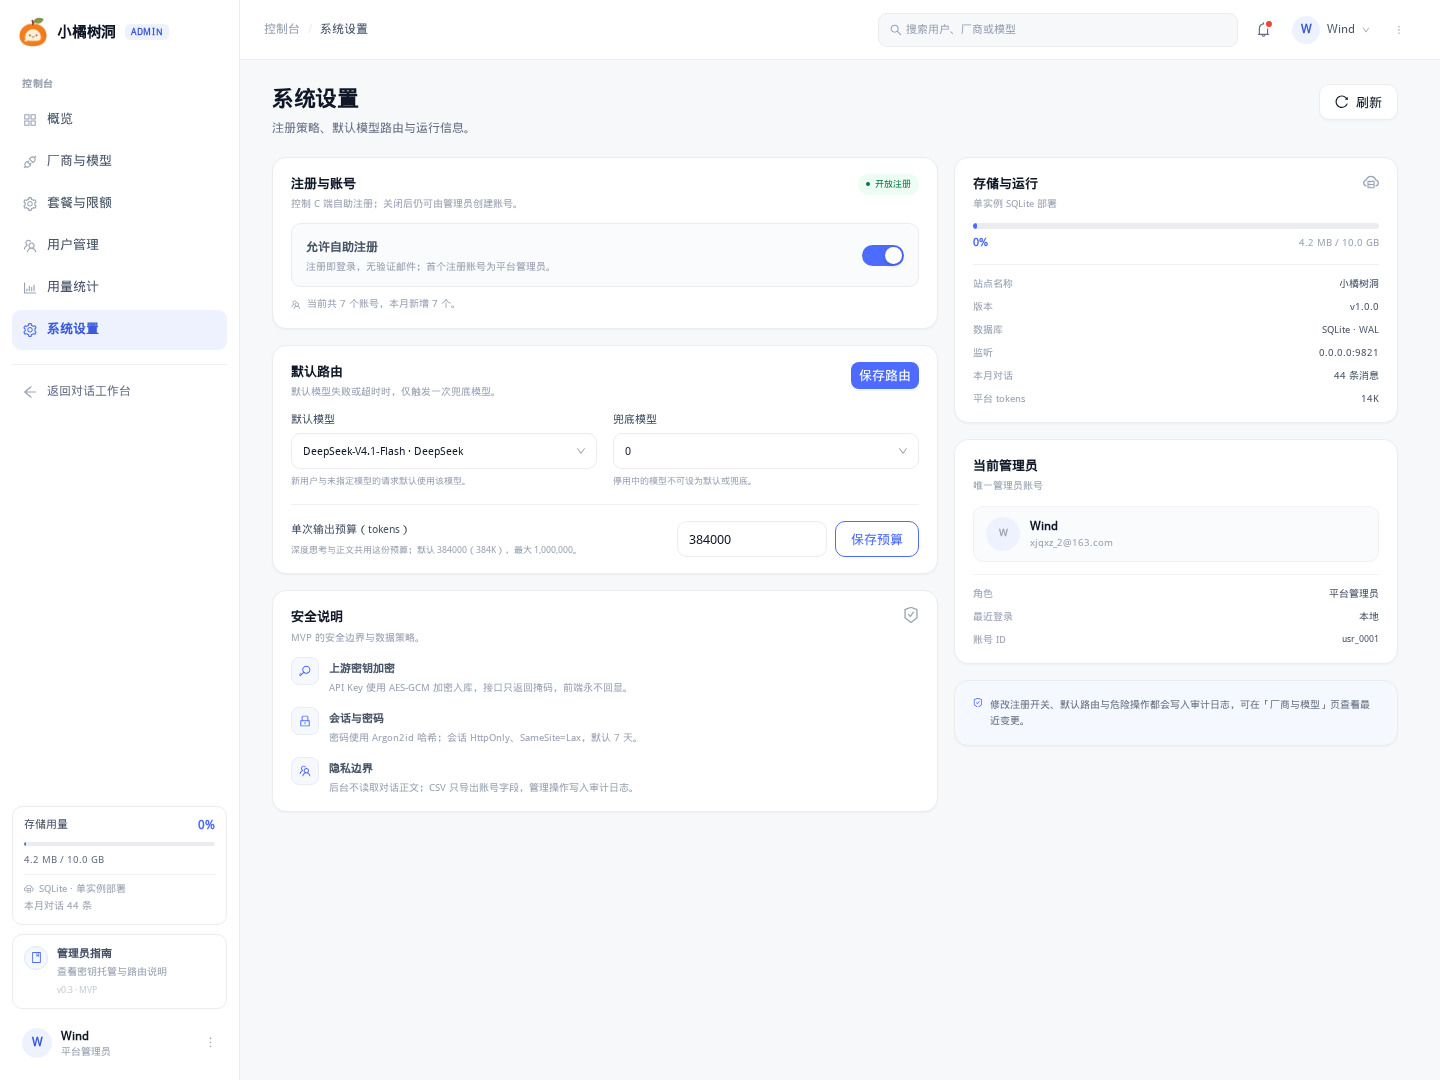 小橘树洞 ADMIN
控制台
概览
厂商与模型
套餐与限额
用户管理
用量统计
系统设置
返回对话工作台
存储用量 0%
4.2 MB / 10.0 GB
SQLite · 单实例部署
本月对话 44 条
管理员指南
查看密钥托管与路由说明
v0.3 · MVP
W Wind
平台管理员
控制台 / 系统设置
搜索用户、厂商或模型
W Wind
系统设置
注册策略、默认模型路由与运行信息。
刷新
注册与账号
开放注册
控制 C 端自助注册；关闭后仍可由管理员创建账号。
允许自助注册
注册即登录，无验证邮件；首个注册账号为平台管理员。
当前共 7 个账号，本月新增 7 个。
默认路由
保存路由
默认模型失败或超时时，仅触发一次兜底模型。
默认模型
兜底模型
DeepSeek-V4.1-Flash · DeepSeek
0
新用户与未指定模型的请求默认使用该模型。
停用中的模型不可设为默认或兜底。
单次输出预算（tokens）
深度思考与正文共用这份预算；默认 384000（384K），最大 1,000,000。
384000
保存预算
安全说明
MVP 的安全边界与数据策略。
上游密钥加密
API Key 使用 AES-GCM 加密入库，接口只返回掩码，前端永不回显。
会话与密码
密码使用 Argon2id 哈希；会话 HttpOnly、SameSite=Lax，默认 7 天。
隐私边界
后台不读取对话正文；CSV 只导出账号字段，管理操作写入审计日志。
存储与运行
单实例 SQLite 部署
0% 4.2 MB / 10.0 GB
站点名称 小橘树洞
版本 v1.0.0
数据库 SQLite · WAL
监听 0.0.0.0:9821
本月对话 44 条消息
平台 tokens 14K
当前管理员
唯一管理员账号
W Wind
xjqxz_2@163.com
角色 平台管理员
最近登录 本地
账号 ID usr_0001
修改注册开关、默认路由与危险操作都会写入审计日志，可在「厂商与模型」页查看最
近变更。